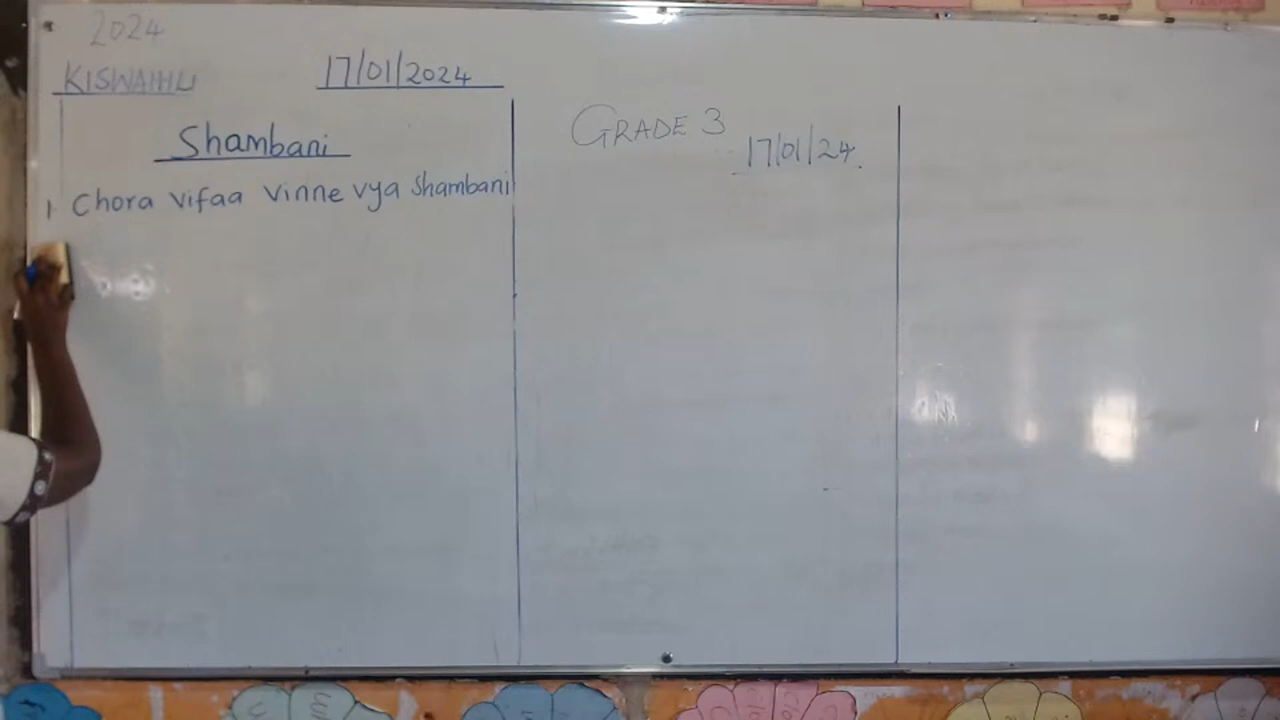 2024
KISWAHILI
17/01/2024
Shambani
1 Chora vifaa vinne vya Shambani
GRADE 3
17/01/24.